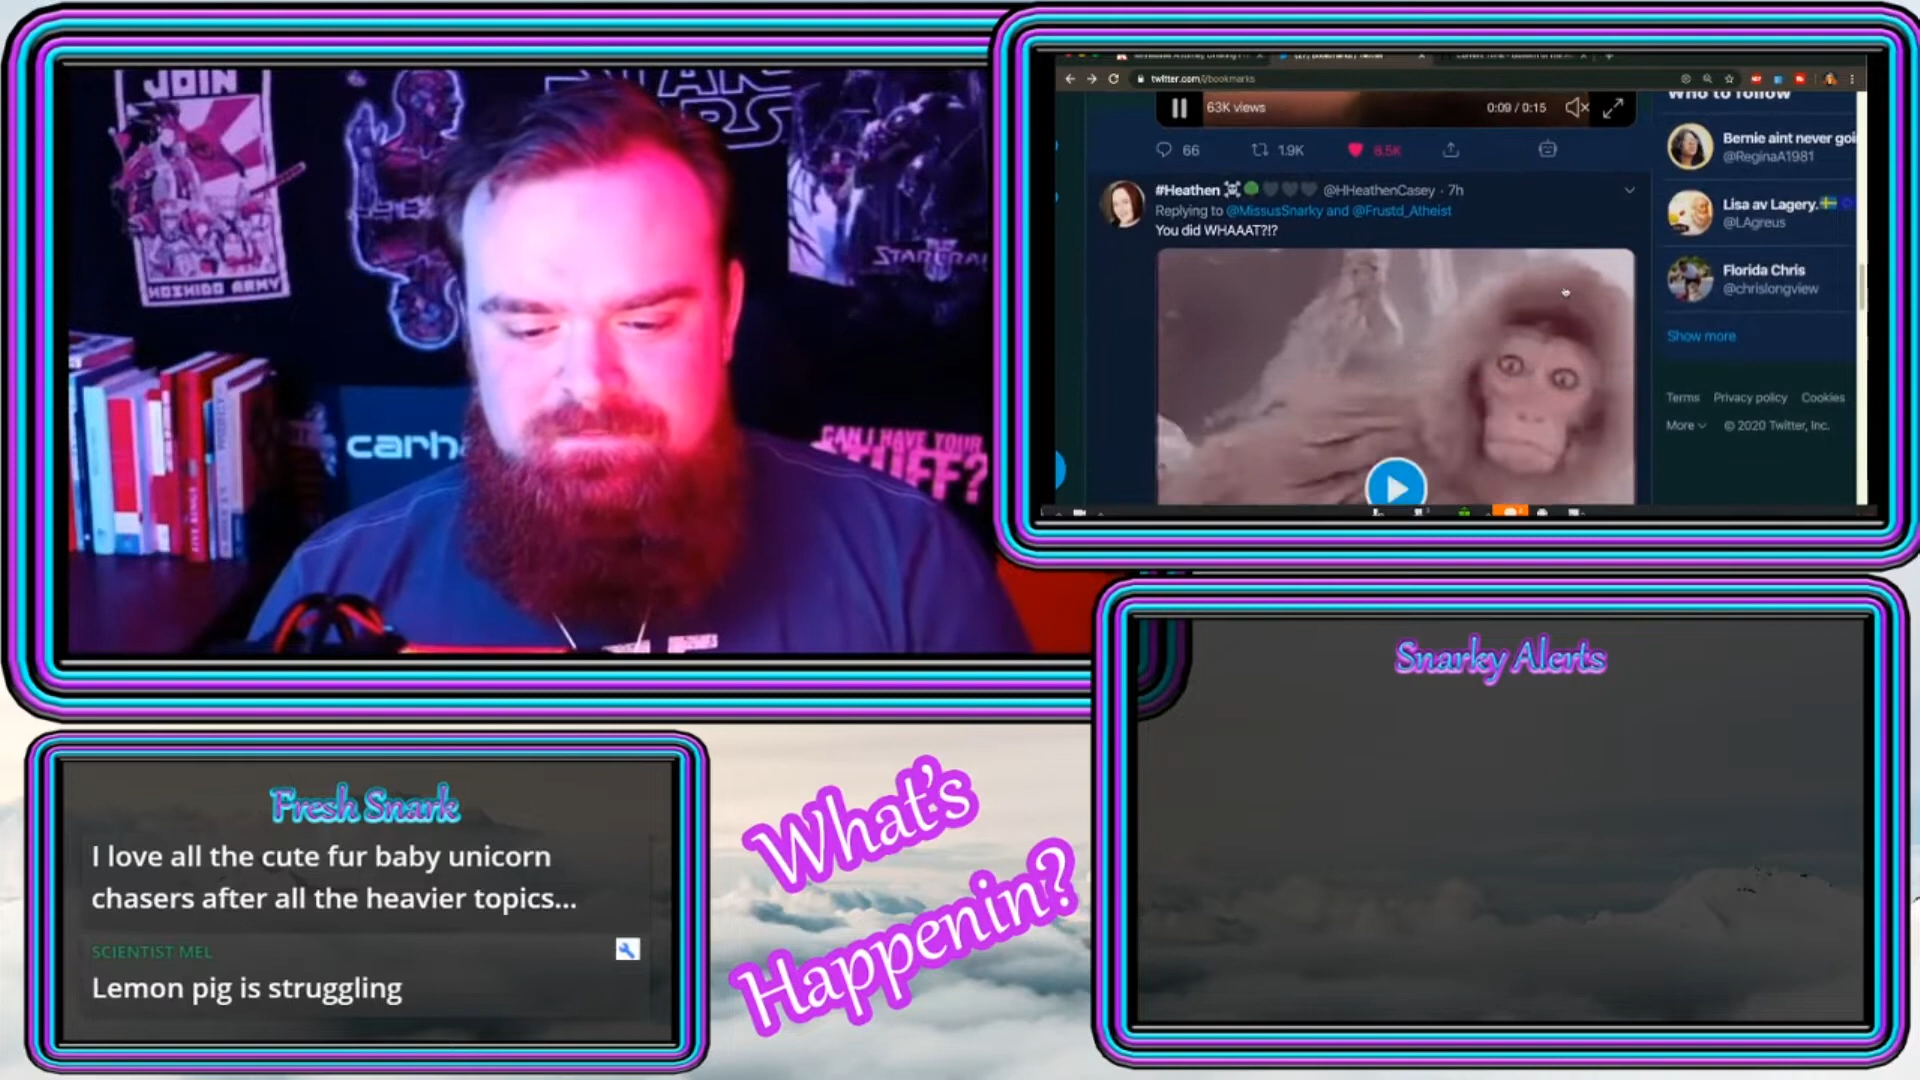 JOIN
HOSHIDO ARMY
STAR
carh
CAN I HAVE YOUR
STUFF?
twitter.com/i/bookmarks
63K views
0:09 / 0:15
66
1.9K
8.5K
#Heathen @HHeathenCasey · 7h
Replying to @MissusSnarky and @Frustd_Atheist
You did WHAAAT?!?
Who to follow
Bernie aint never goi
@ReginaA1981
Lisa av Lagery.
@LAgreus
Florida Chris
@chrislongview
Show more
Terms Privacy policy Cookies
More © 2020 Twitter, Inc.
Snarky Alerts
Fresh Snark
I love all the cute fur baby unicorn
chasers after all the heavier topics...
SCIENTIST MEL
Lemon pig is struggling
What's
Happenin?